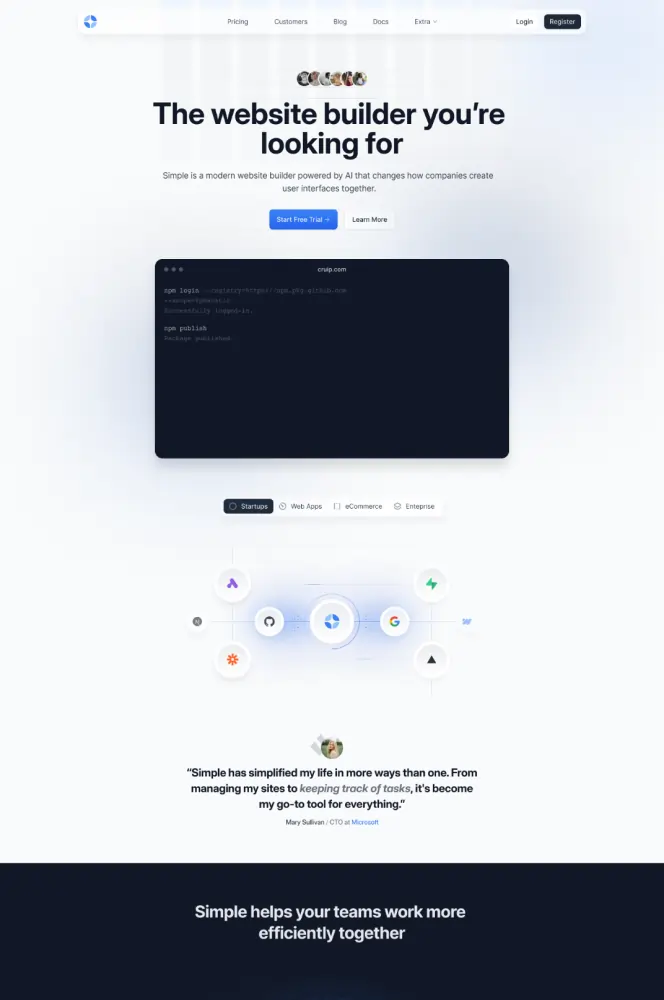 Pricing Customers Blog Docs Extra Login Register
The website builder you're
looking for
Simple is a modern website builder powered by AI that changes how companies create
user interfaces together.
Start Free Trial -> Learn More
cruip.com
npm login --registry=https://npm.pkg.github.com
Successfully logged-in.
npm publish
Package published.
Startups Web Apps eCommerce Enteprise
“Simple has simplified my life in more ways than one. From
managing my sites to keeping track of tasks, it's become
my go-to tool for everything.”
Mary Sullivan / CTO at Microsoft
Simple helps your teams work more
efficiently together